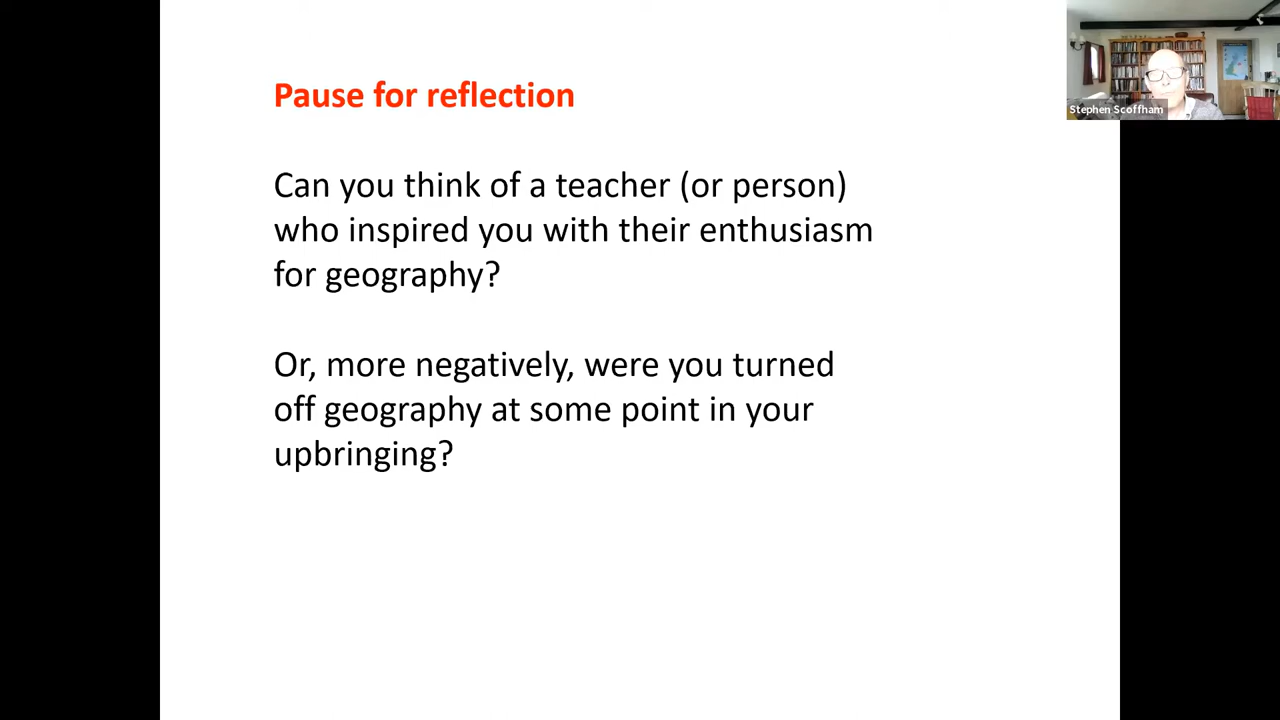 Pause for reflection
Can you think of a teacher (or person)
who inspired you with their enthusiasm
for geography?
Or, more negatively, were you turned
off geography at some point in your
upbringing?
Stephen Scoffham